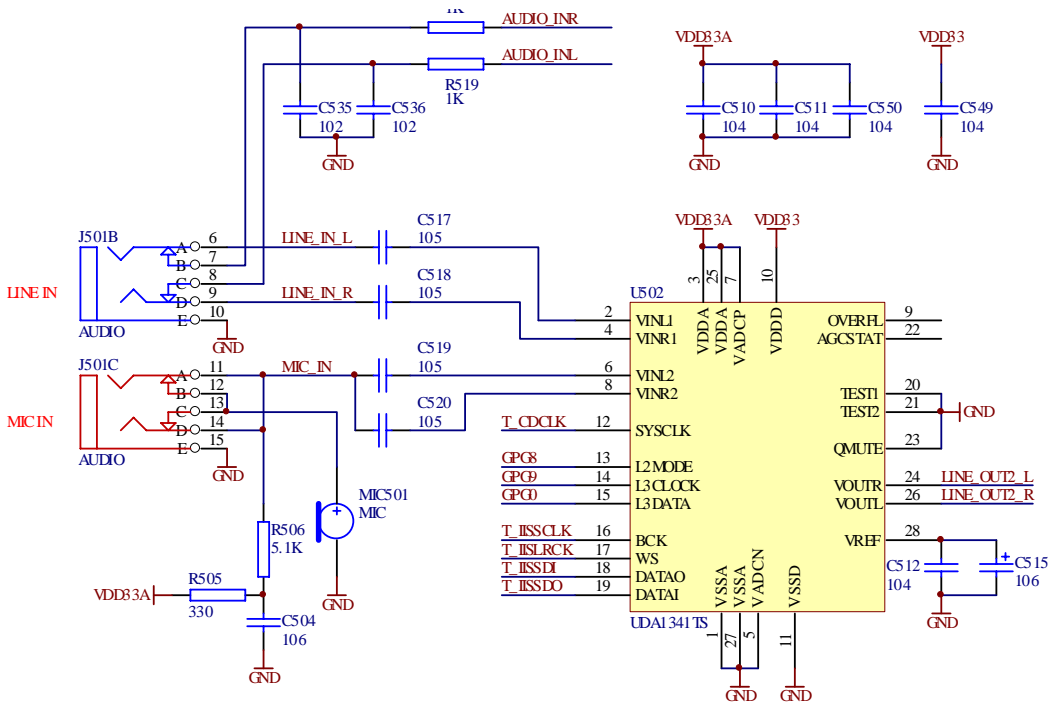 1K
AUDIO_INR
AUDIO_INL
R519
1K
C535
102
C536
102
GND
VDD33A
VDD33
C510
104
C511
104
C550
104
C549
104
GND
GND
J501B
LINE IN
AUDIO
A 6
B 7
C 8
D 9
E 10
GND
LINE_IN_L
LINE_IN_R
C517
105
C518
105
J501C
MIC IN
AUDIO
A 11
B 12
C 13
D 14
E 15
GND
MIC_IN
C519
105
C520
105
MIC501
MIC
GND
R506
5.1K
VDD33A
R505
330
C504
106
GND
VDD33A
VDD33
3
25
7
10
U502
VDDA
VDDA
VADCP
VDDD
2 VINL1
4 VINR1
6 VINL2
8 VINR2
T_CDCLK 12 SYSCLK
GPG8 13 L2MODE
GPG9 14 L3CLOCK
GPG0 15 L3DATA
T_IISSCLK 16 BCK
T_IISLRCK 17 WS
T_IISSDI 18 DATAO
T_IISSDO 19 DATAI
OVERFL 9
AGCSTAT 22
TEST1 20
TEST2 21
GND
QMUTE 23
VOUTR 24 LINE_OUT2_L
VOUTL 26 LINE_OUT2_R
VREF 28
C512
104
C515
106
GND
VSSA
VSSA
VADCN
VSSD
UDA1341TS
1
27
5
11
GND
GND